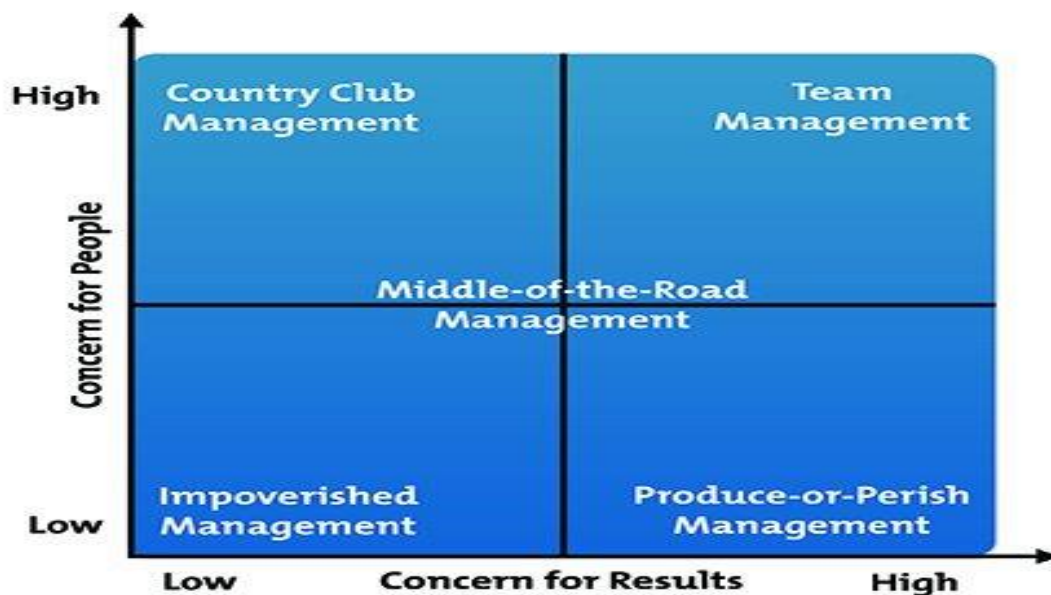 High
Country Club
Management
Team
Management
Concern for People
Middle-of-the-Road
Management
Impoverished
Management
Produce-or-Perish
Management
Low
Low
Concern for Results
High